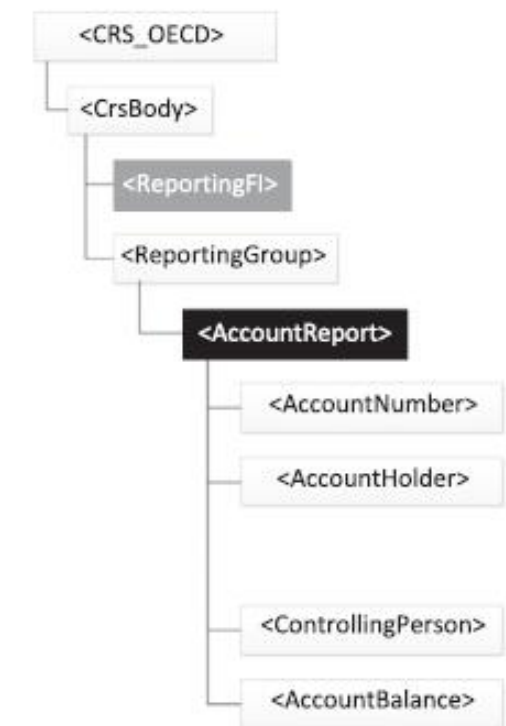 <CRS_OECD>
<CrsBody>
<ReportingFI>
<ReportingGroup>
<AccountReport>
<AccountNumber>
<AccountHolder>
<ControllingPerson>
<AccountBalance>